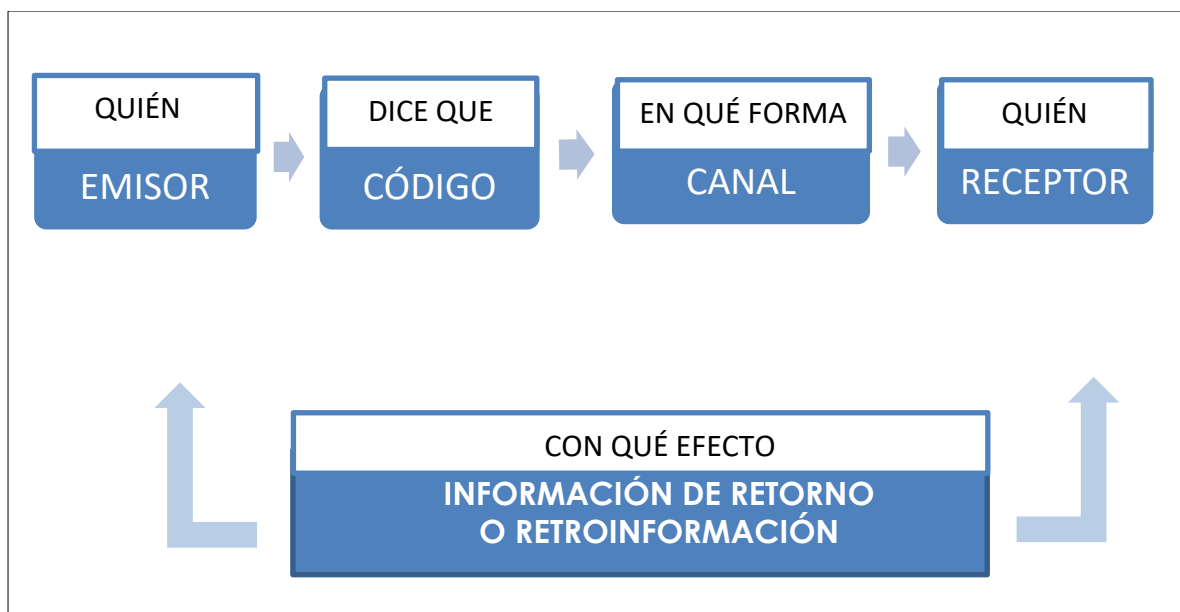 QUIÉN
EMISOR
DICE QUE
CÓDIGO
EN QUÉ FORMA
CANAL
QUIÉN
RECEPTOR
CON QUÉ EFECTO
INFORMACIÓN DE RETORNO
O RETROINFORMACIÓN